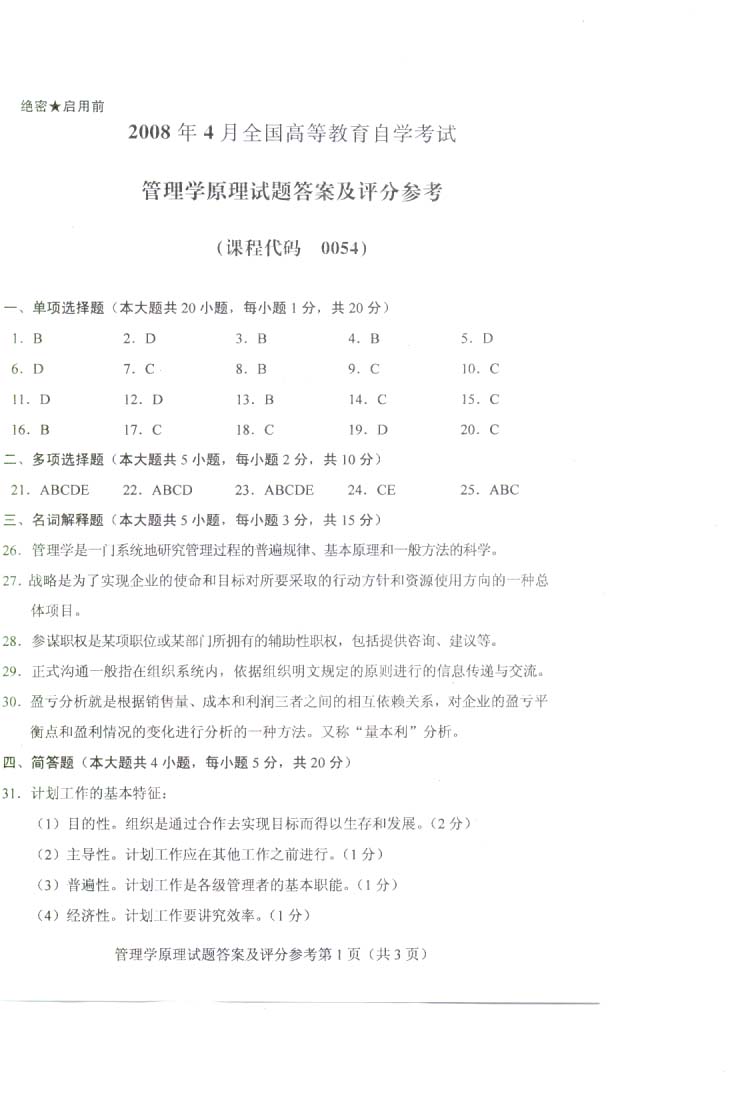 绝密★启用前
2008 年 4 月全国高等教育自学考试
管理学原理试题答案及评分参考
(课程代码 0054)
一、单项选择题（本大题共 20 小题，每小题 1 分，共 20 分）
1．B 2．D 3．B 4．B 5．D
6．D 7．C 8．B 9．C 10．C
11．D 12．D 13．B 14．C 15．C
16．B 17．C 18．C 19．D 20．C
二、多项选择题（本大题共 5 小题，每小题 2 分，共 10 分）
21．ABCDE 22．ABCD 23．ABCDE 24．CE 25．ABC
三、名词解释题（本大题共 5 小题，每小题 3 分，共 15 分）
26．管理学是一门系统地研究管理过程的普遍规律、基本原理和一般方法的科学。
27．战略是为了实现企业的使命和目标对所要采取的行动方针和资源使用方向的一种总
体项目。
28．参谋职权是某项职位或某部门所拥有的辅助性职权，包括提供咨询、建议等。
29．正式沟通一般指在组织系统内，依据组织明文规定的原则进行的信息传递与交流。
30．盈亏分析就是根据销售量、成本和利润三者之间的相互依赖关系，对企业的盈亏平
衡点和盈利情况的变化进行分析的一种方法。又称“量本利”分析。
四、简答题（本大题共 4 小题，每小题 5 分，共 20 分）
31．计划工作的基本特征：
（1）目的性。组织是通过合作去实现目标而得以生存和发展。（2 分）
（2）主导性。计划工作应在其他工作之前进行。（1 分）
（3）普遍性。计划工作是各级管理者的基本职能。（1 分）
（4）经济性。计划工作要讲究效率。（1 分）
管理学原理试题答案及评分参考第 1 页（共 3 页）